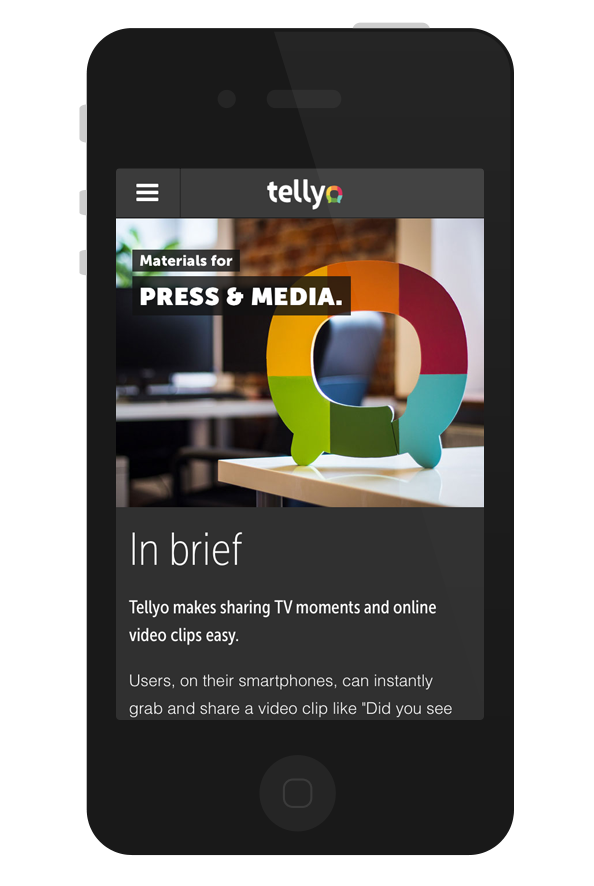 tellyo
Materials for
PRESS & MEDIA.
In brief
Tellyo makes sharing TV moments and online
video clips easy.
Users, on their smartphones, can instantly
grab and share a video clip like "Did you see